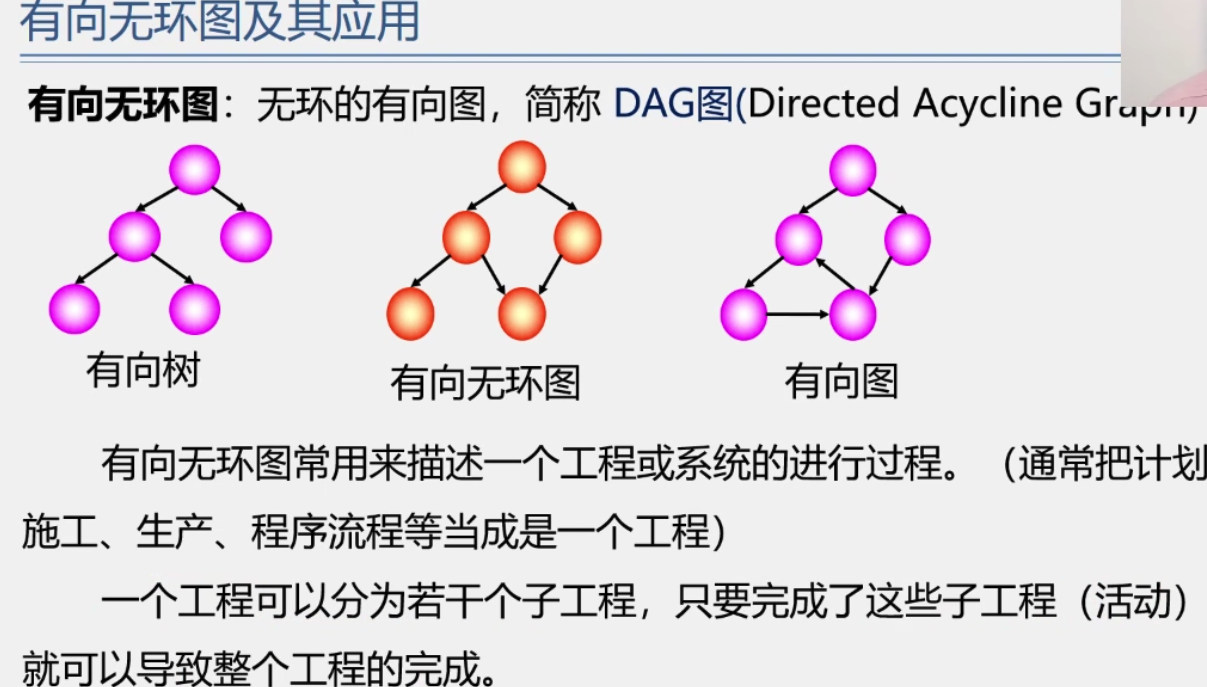 有向无环图及其应用
有向无环图：无环的有向图，简称 DAG图(Directed Acycline Graph)
有向树
有向无环图
有向图
有向无环图常用来描述一个工程或系统的进行过程。（通常把计划
施工、生产、程序流程等当成是一个工程）
一个工程可以分为若干个子工程，只要完成了这些子工程（活动）
就可以导致整个工程的完成。